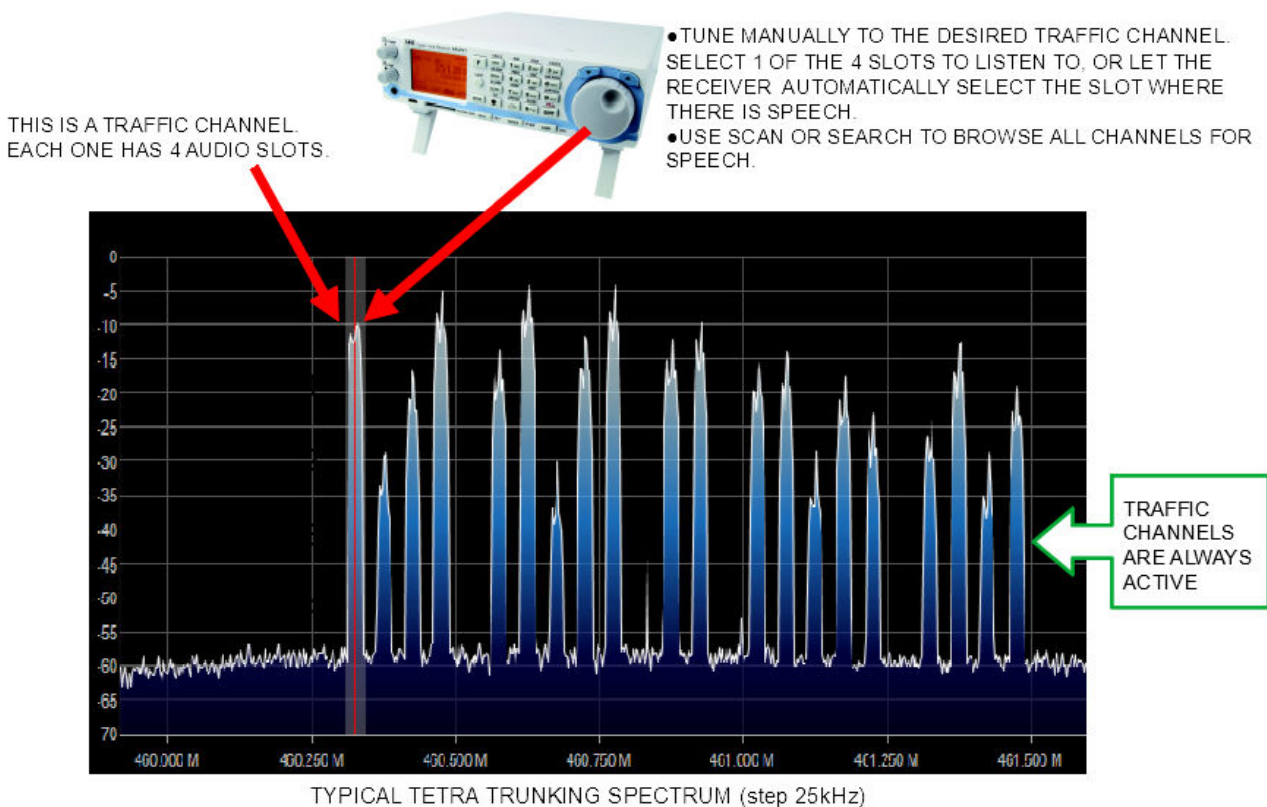 ●TUNE MANUALLY TO THE DESIRED TRAFFIC CHANNEL.
SELECT 1 OF THE 4 SLOTS TO LISTEN TO, OR LET THE
RECEIVER AUTOMATICALLY SELECT THE SLOT WHERE
THERE IS SPEECH.
●USE SCAN OR SEARCH TO BROWSE ALL CHANNELS FOR
SPEECH.
THIS IS A TRAFFIC CHANNEL.
EACH ONE HAS 4 AUDIO SLOTS.
0
-5
-10
-15
-20
-25
-30
-35
-40
-45
-50
-55
-60
-65
70
TRAFFIC
CHANNELS
ARE ALWAYS
ACTIVE
460.000 M
460.250 M
460.500 M
460.750 M
461.000 M
461.250 M
461.500 M
TYPICAL TETRA TRUNKING SPECTRUM (step 25kHz)